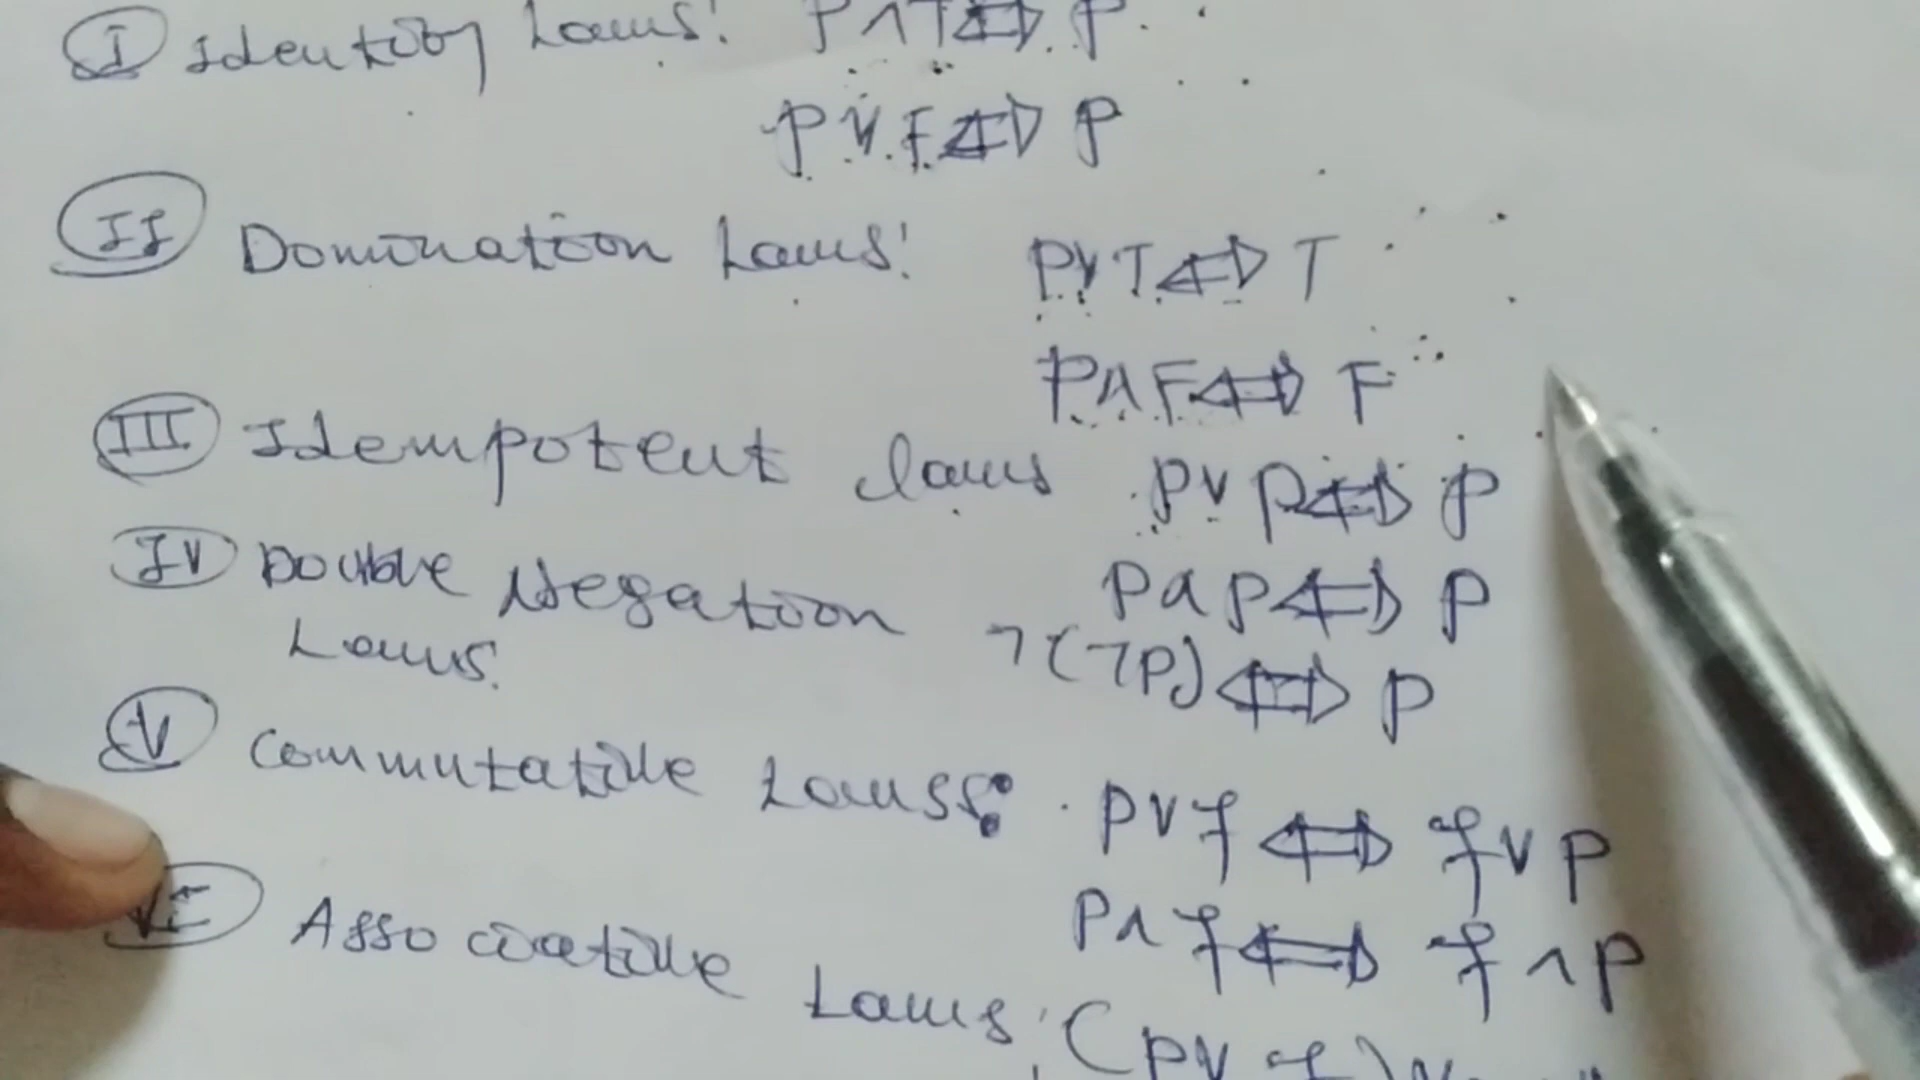 I Identity Laws: P ∧ T ⇔ P
P ∨ F ⇔ P
II Domination Laws: P ∨ T ⇔ T
P ∧ F ⇔ F
III Idempotent laws P ∨ P ⇔ P
P ∧ P ⇔ P
IV Double Negation Laws. ¬(¬P) ⇔ P
V Commutative Laws: P ∨ q ⇔ q ∨ P
P ∧ q ⇔ q ∧ P
VI Associative Laws: (P ∨ q) ∨